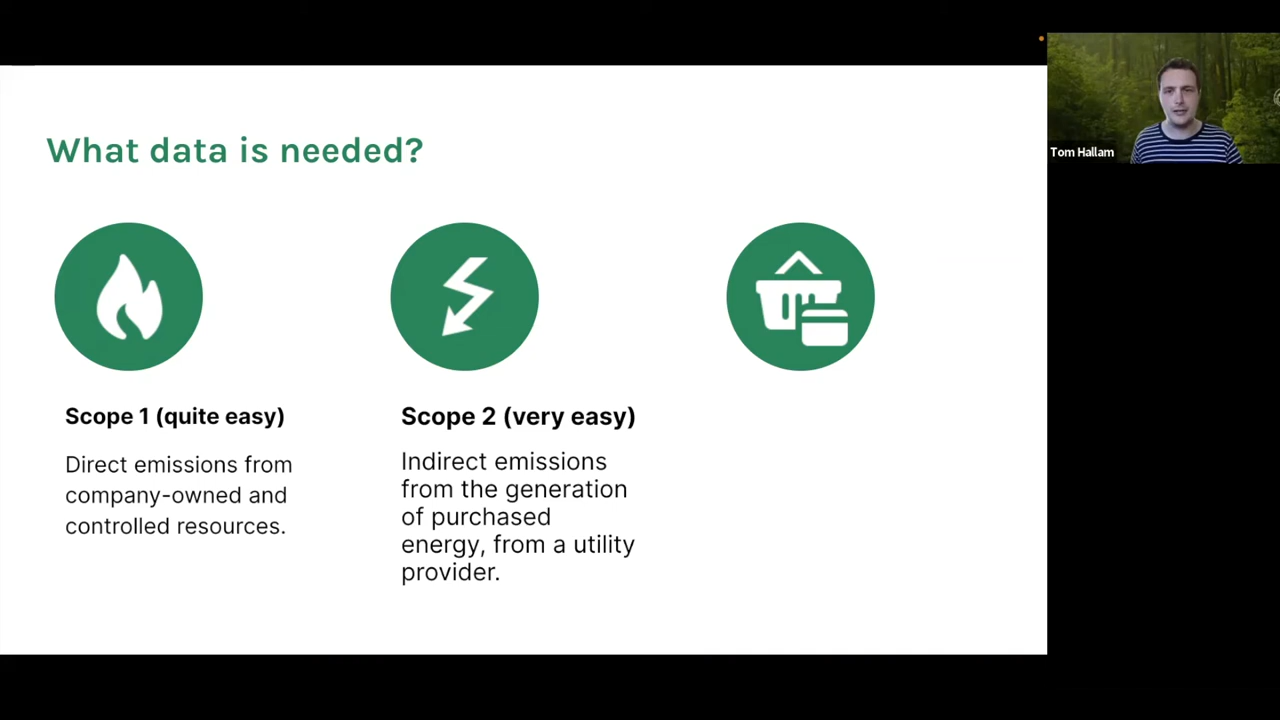 What data is needed?
Tom Hallam
Scope 1 (quite easy)
Direct emissions from
company-owned and
controlled resources.
Scope 2 (very easy)
Indirect emissions
from the generation
of purchased
energy, from a utility
provider.